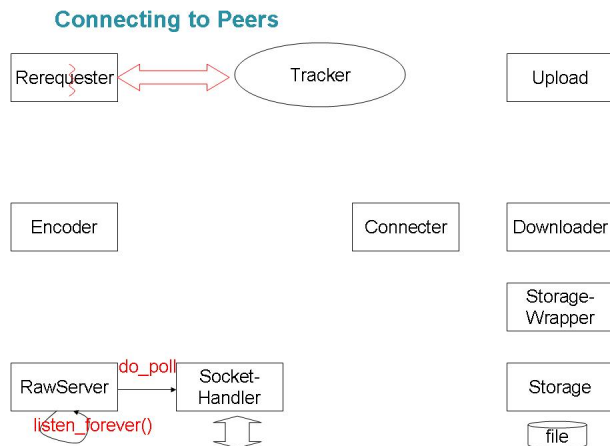 Connecting to Peers
Rerequester
Tracker
Upload
Encoder
Connecter
Downloader
Storage-
Wrapper
do_poll
RawServer
Socket-
Handler
Storage
listen_forever()
file